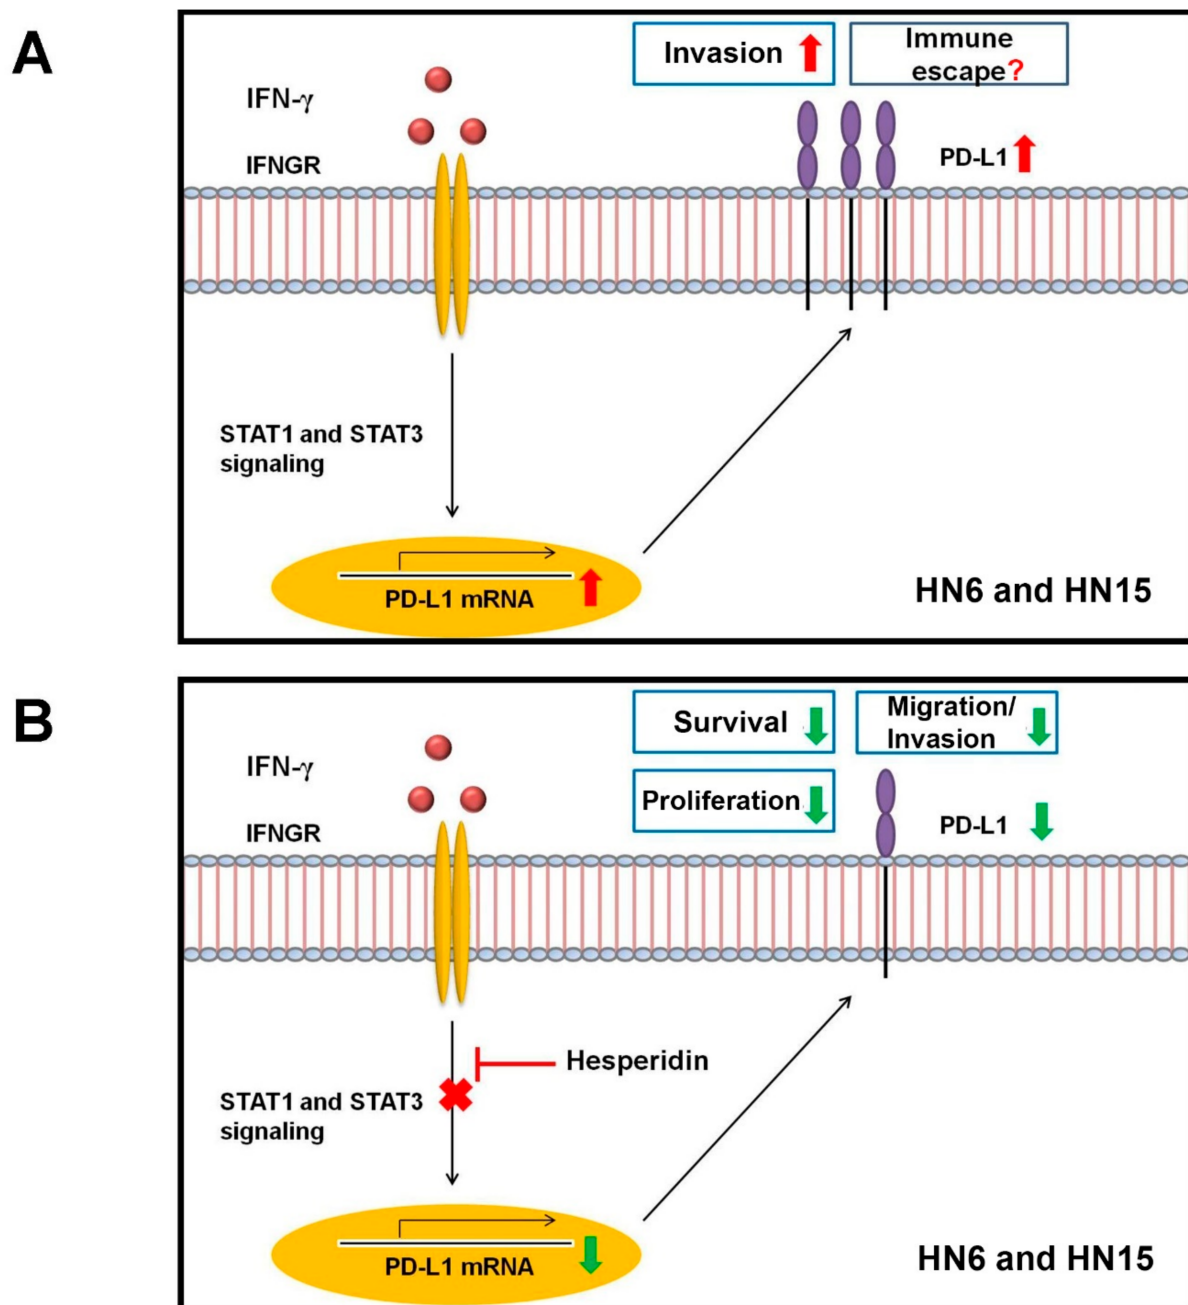 A
Invasion
Immune
escape?
IFN-γ
IFNGR
PD-L1
STAT1 and STAT3
signaling
PD-L1 mRNA
HN6 and HN15
B
Survival
Migration/
Invasion
IFN-γ
Proliferation
IFNGR
PD-L1
Hesperidin
STAT1 and STAT3
signaling
PD-L1 mRNA
HN6 and HN15